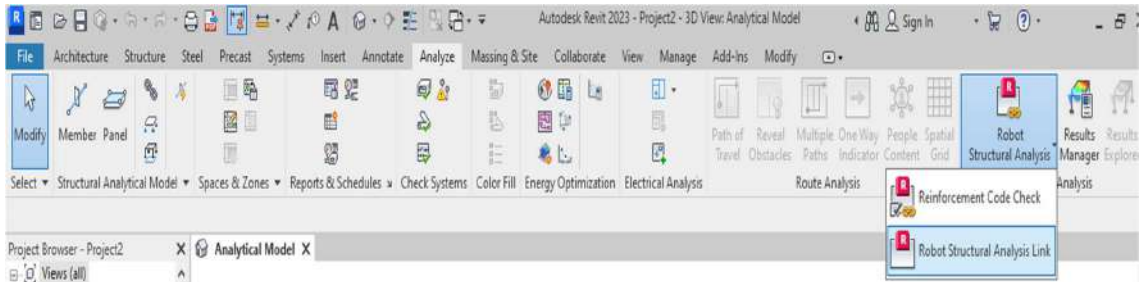 Autodesk Revit 2023 - Project2 - 3D View: Analytical Model Sign In
File Architecture Structure Steel Precast Systems Insert Annotate Analyze Massing & Site Collaborate View Manage Add-Ins Modify
Modify Member Panel Path of Travel Reveal Obstacles Multiple Paths One Way Indicator People Content Spatial Grid Robot Structural Analysis Results Manager Results Explore
Select Structural Analytical Model Spaces & Zones Reports & Schedules Check Systems Color Fill Energy Optimization Electrical Analysis Route Analysis Analysis
Reinforcement Code Check
Project Browser - Project2 X Analytical Model X
Robot Structural Analysis Link
Views (all)